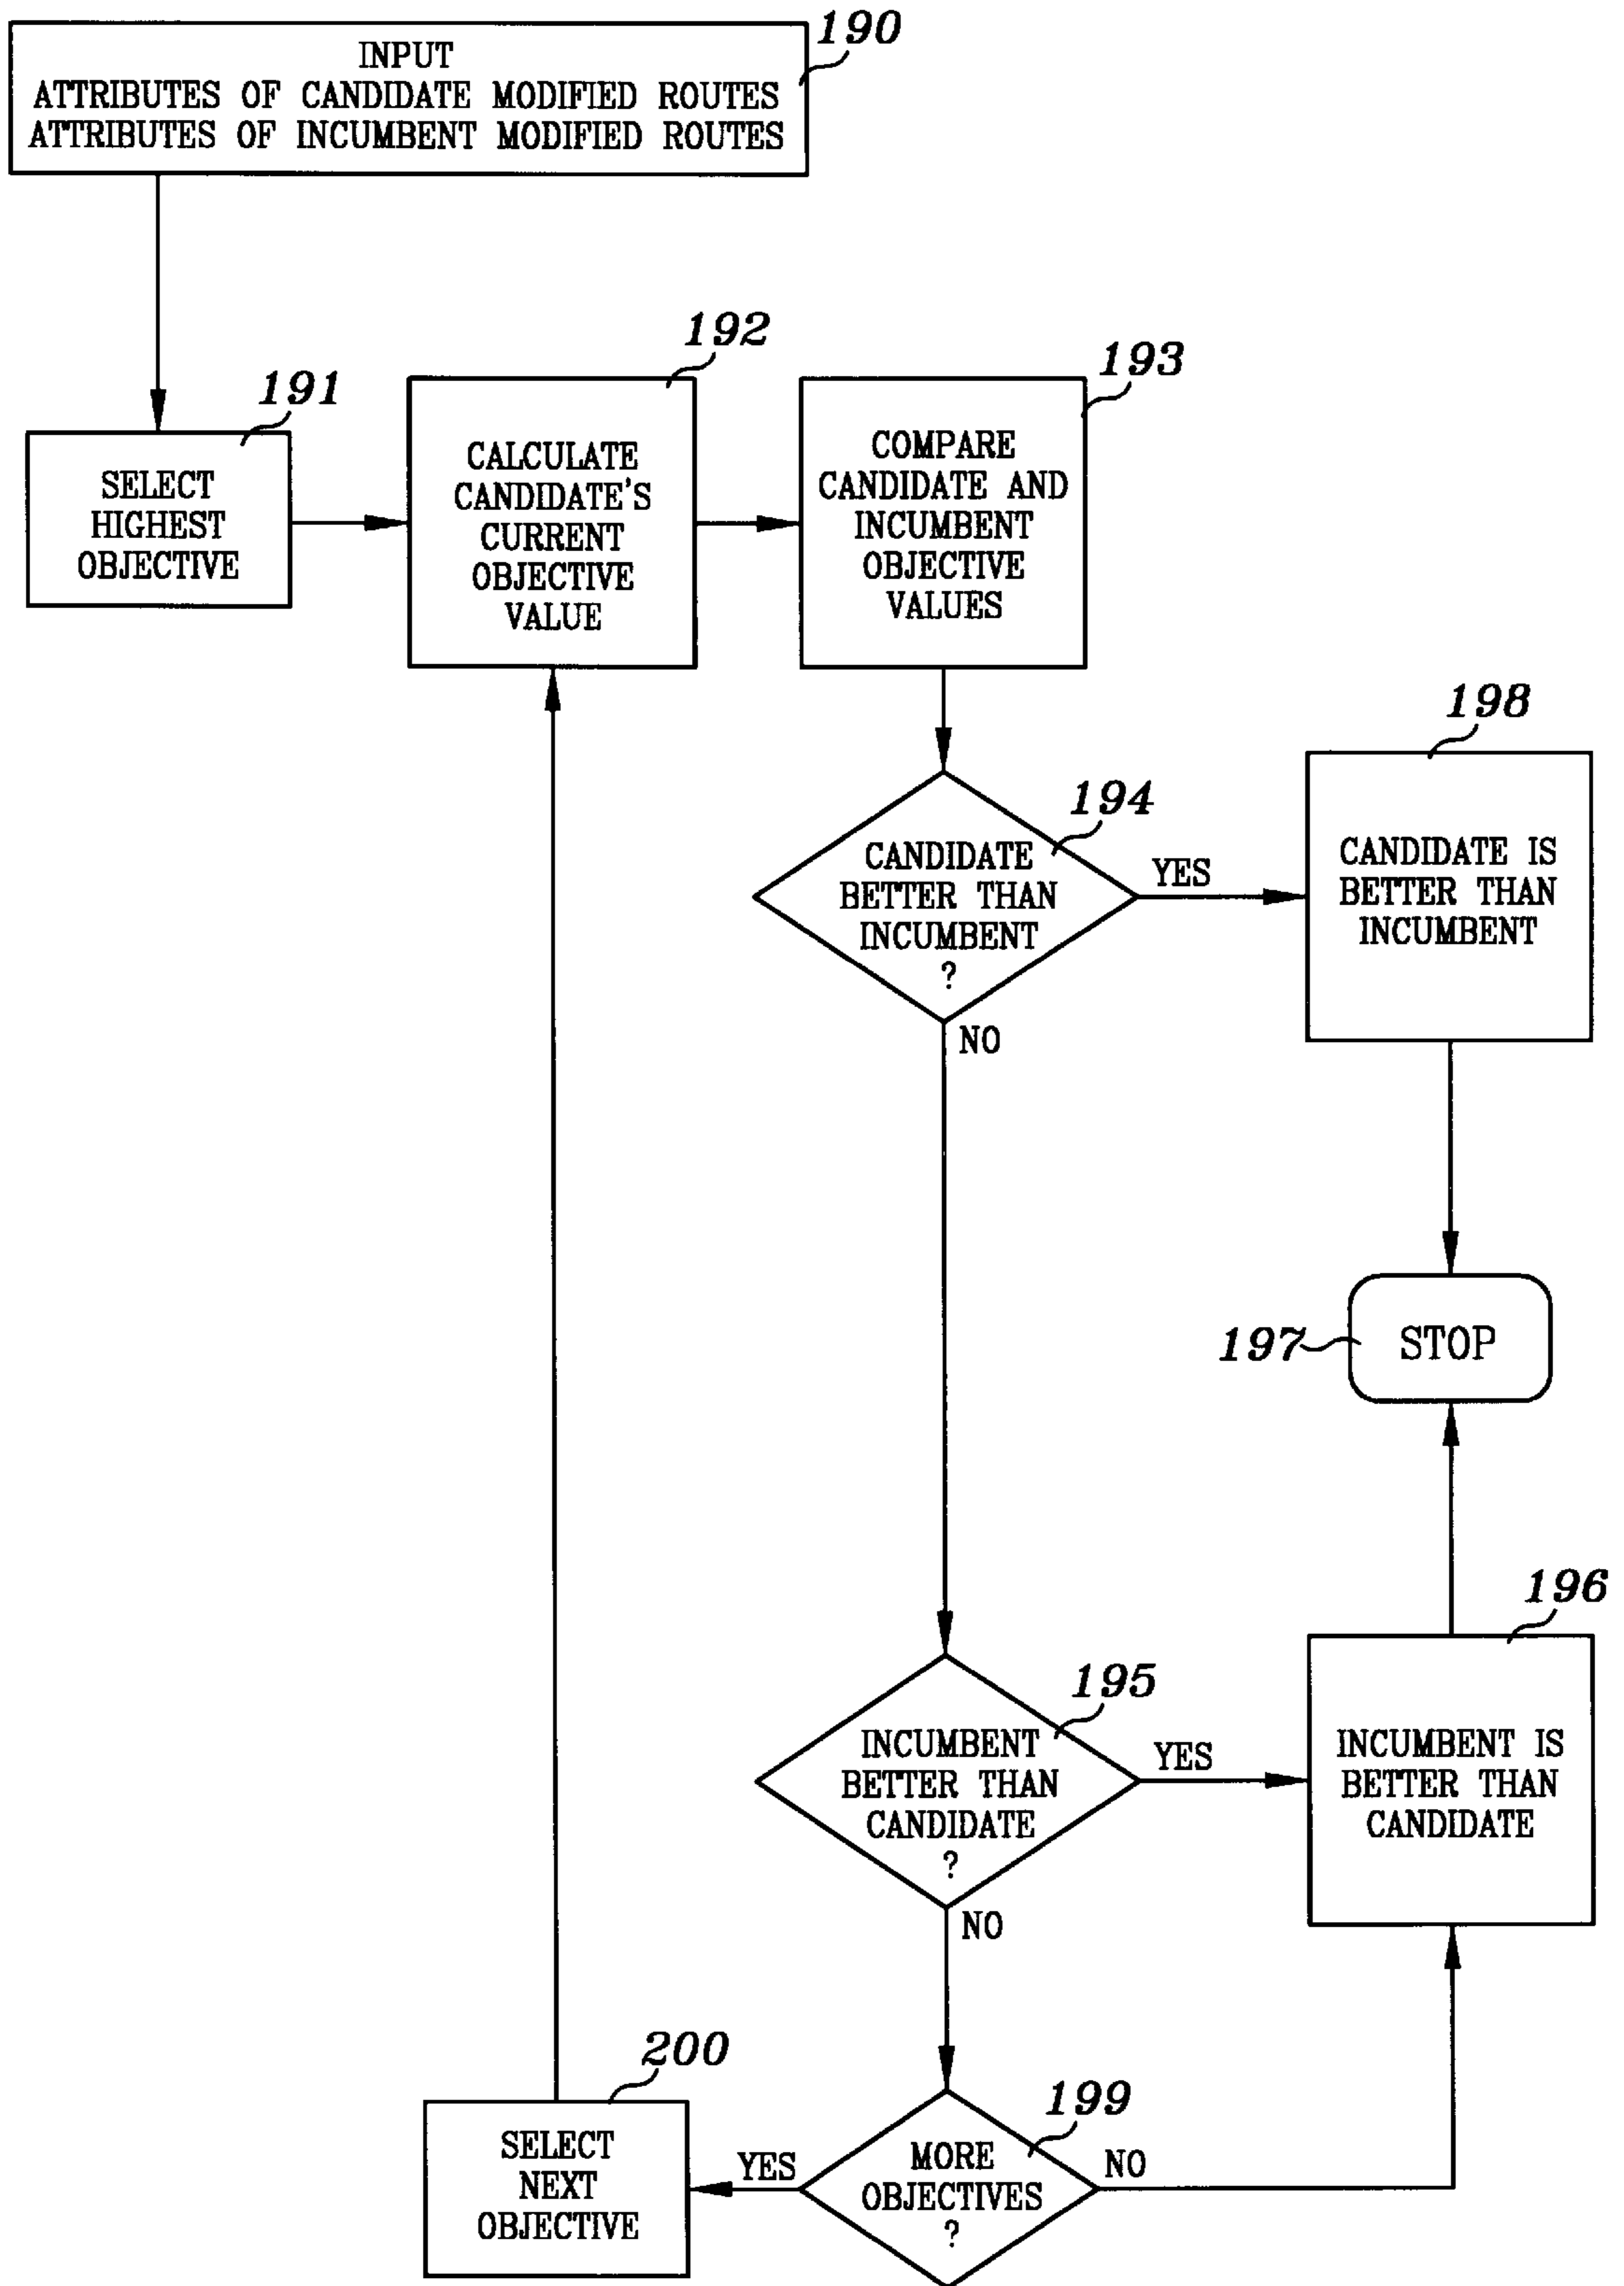 190
INPUT
ATTRIBUTES OF CANDIDATE MODIFIED ROUTES
ATTRIBUTES OF INCUMBENT MODIFIED ROUTES
191
SELECT
HIGHEST
OBJECTIVE
192
CALCULATE
CANDIDATE'S
CURRENT
OBJECTIVE
VALUE
193
COMPARE
CANDIDATE AND
INCUMBENT
OBJECTIVE
VALUES
194
CANDIDATE
BETTER THAN
INCUMBENT
?
YES
NO
198
CANDIDATE IS
BETTER THAN
INCUMBENT
197
STOP
195
INCUMBENT
BETTER THAN
CANDIDATE
?
YES
NO
196
INCUMBENT IS
BETTER THAN
CANDIDATE
199
MORE
OBJECTIVES
?
YES
NO
200
SELECT
NEXT
OBJECTIVE